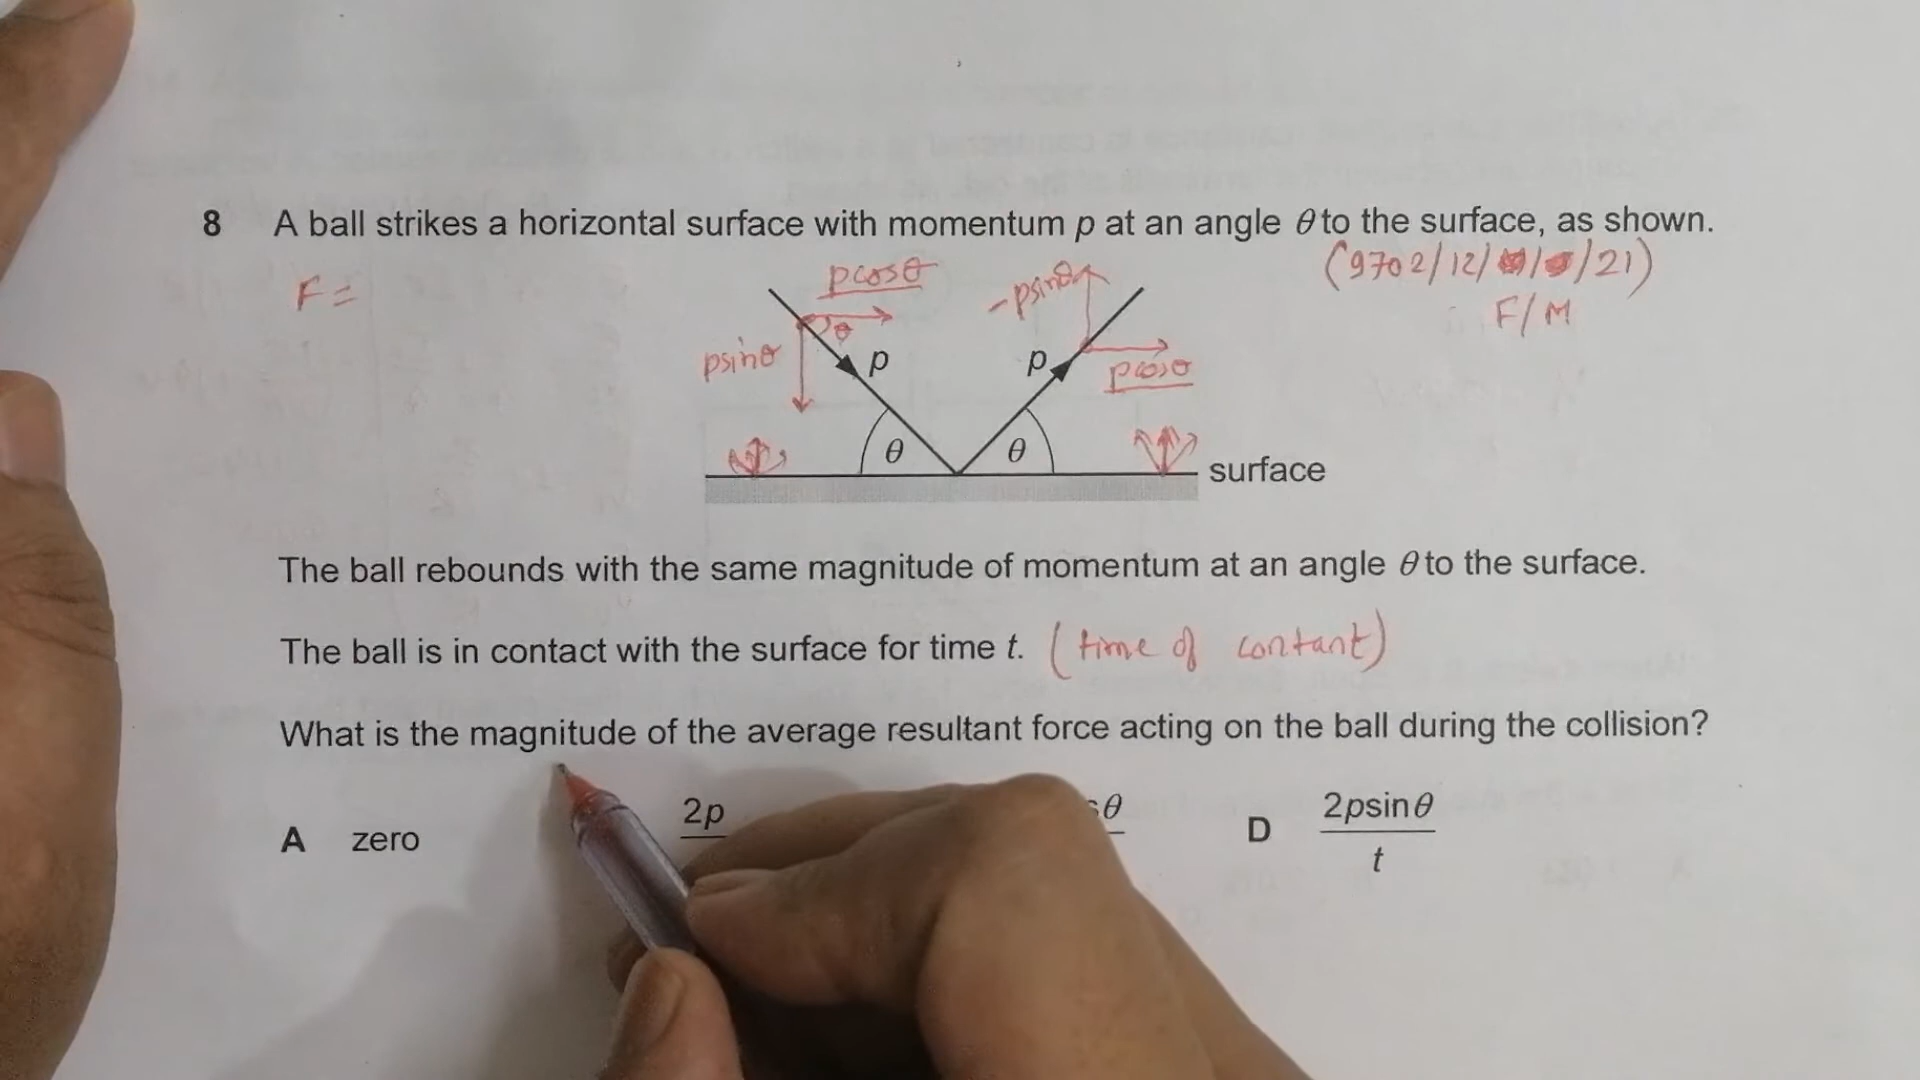 8 A ball strikes a horizontal surface with momentum p at an angle θ to the surface, as shown.
(9702/12/ /21)
F/M
F =
pcosθ
-psinθ
θ
psinθ
p
p
pcosθ
θ
θ
surface
The ball rebounds with the same magnitude of momentum at an angle θ to the surface.
The ball is in contact with the surface for time t. (time of contant)
What is the magnitude of the average resultant force acting on the ball during the collision?
A zero
2p
θ
D 2psinθ
t